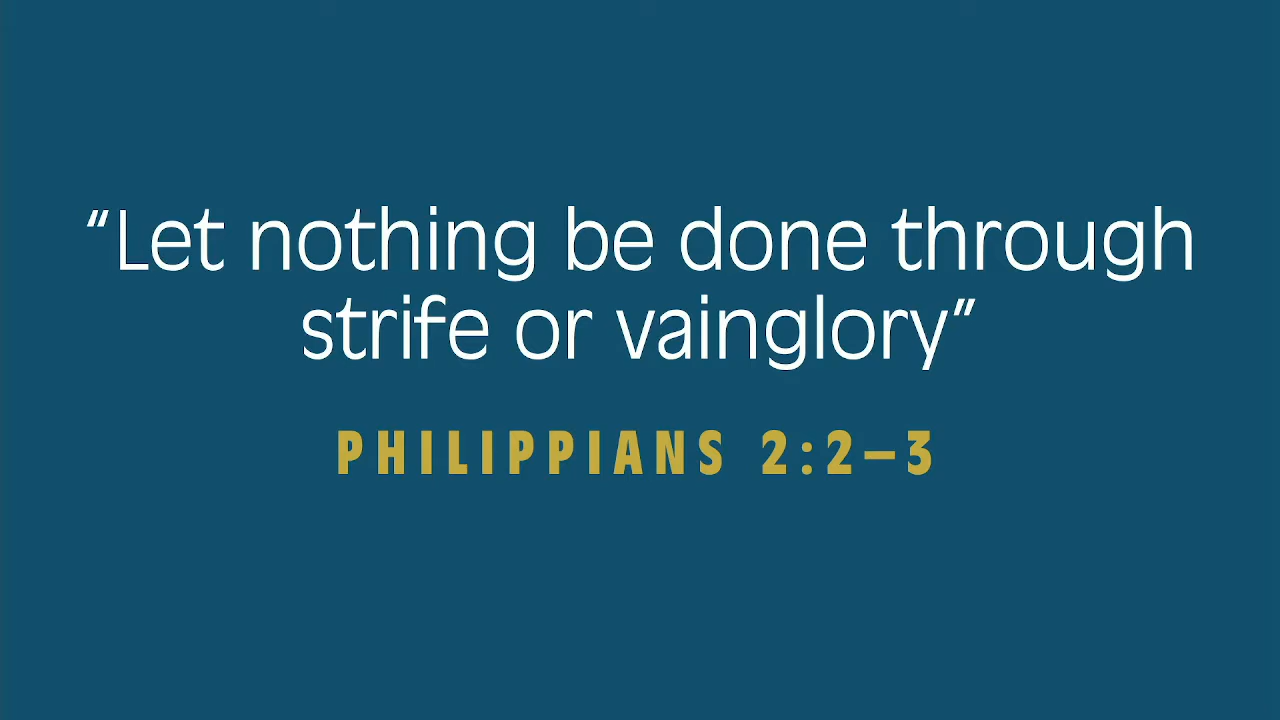 “Let nothing be done through
strife or vainglory”
PHILIPPIANS 2:2–3